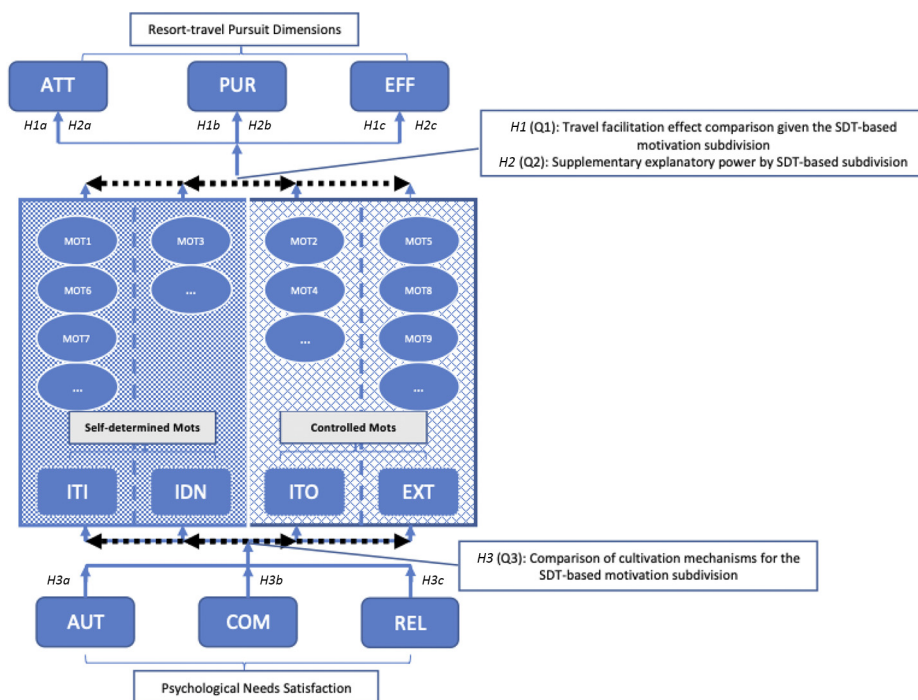 Resort-travel Pursuit Dimensions
ATT PUR EFF
H1a H2a H1b H2b H1c H2c
H1 (Q1): Travel facilitation effect comparison given the SDT-based
motivation subdivision
H2 (Q2): Supplementary explanatory power by SDT-based subdivision
MOT1 MOT3 MOT2 MOT5
MOT6 ... MOT4 MOT8
MOT7 ... MOT9
... ...
Self-determined Mots Controlled Mots
ITI IDN ITO EXT
H3 (Q3): Comparison of cultivation mechanisms for the
SDT-based motivation subdivision
H3a H3b H3c
AUT COM REL
Psychological Needs Satisfaction